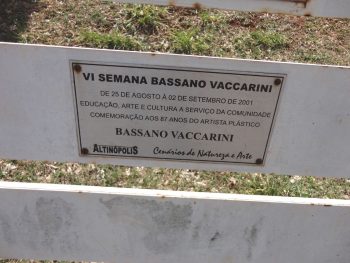 VI SEMANA BASSANO VACCARINI
DE 25 DE AGOSTO À 02 DE SETEMBRO DE 2001
EDUCAÇÃO, ARTE E CULTURA A SERVIÇO DA COMUNIDADE
COMEMORAÇÃO AOS 87 ANOS DO ARTISTA PLÁSTICO
BASSANO VACCARINI
ALTINÓPOLIS Cenários de Natureza e Arte